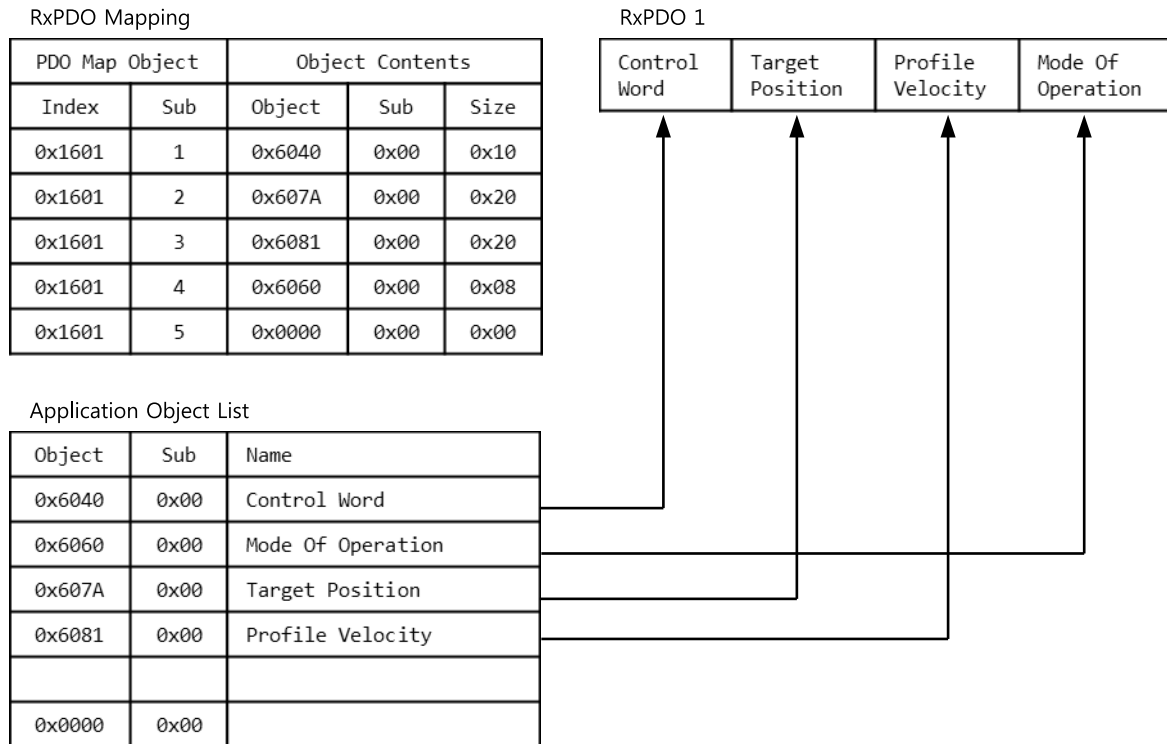 RxPDO Mapping
PDO Map Object Object Contents
Index Sub Object Sub Size
0x1601 1 0x6040 0x00 0x10
0x1601 2 0x607A 0x00 0x20
0x1601 3 0x6081 0x00 0x20
0x1601 4 0x6060 0x00 0x08
0x1601 5 0x0000 0x00 0x00
RxPDO 1
Control Target Profile Mode Of
Word Position Velocity Operation
Application Object List
Object Sub Name
0x6040 0x00 Control Word
0x6060 0x00 Mode Of Operation
0x607A 0x00 Target Position
0x6081 0x00 Profile Velocity
0x0000 0x00